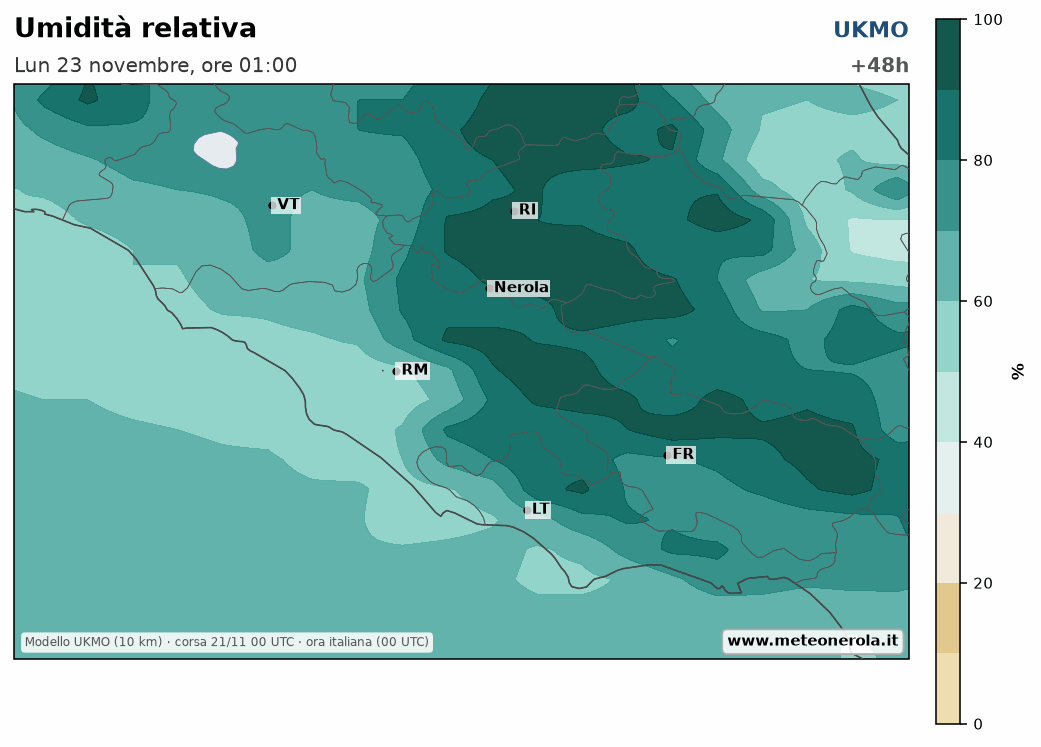 Umidità relativa
UKMO
Lun 23 novembre, ore 01:00
+48h
100
80
60
40
20
0
%
VT
RI
Nerola
RM
FR
LT
Modello UKMO (10 km) · corsa 21/11 00 UTC · ora italiana (00 UTC)
www.meteonerola.it